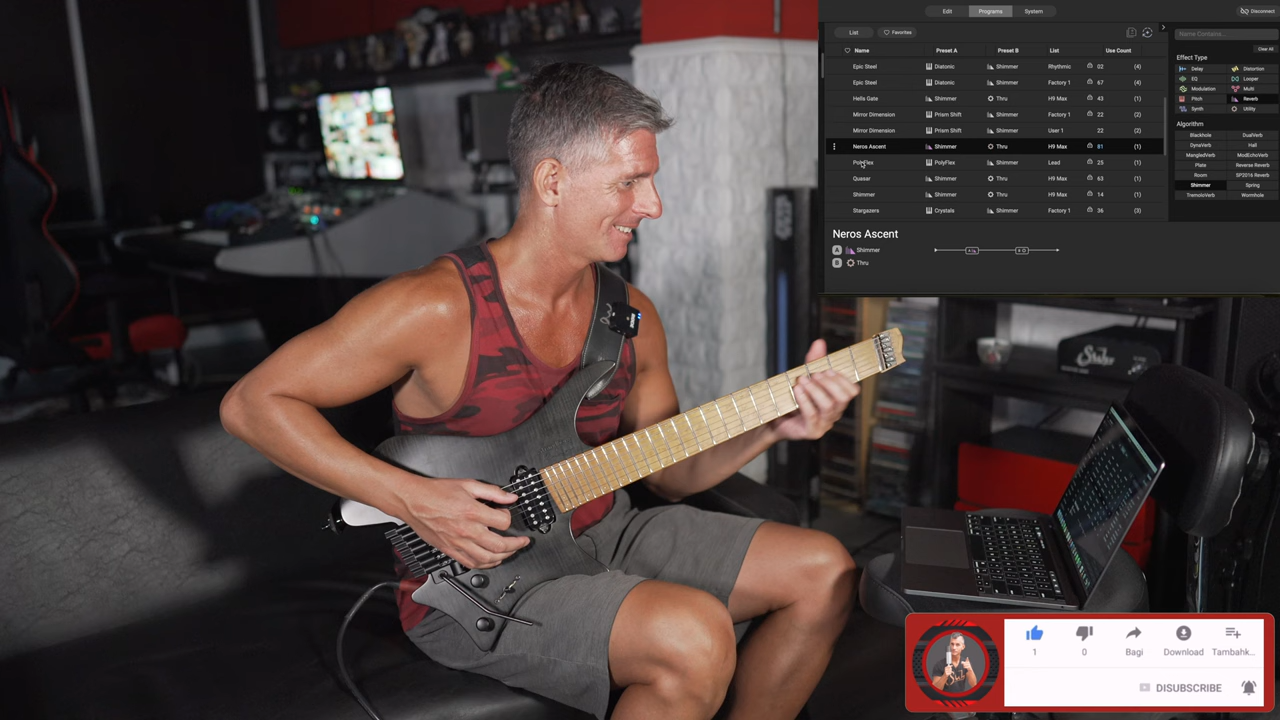 Edit Programs System Disconnect
List Favorites
Name Contains...
Clear All
Name Preset A Preset B List Use Count
Epic Steel Diatonic Shimmer Rhythmic 02 (4)
Epic Steel Diatonic Shimmer Factory 1 67 (4)
Hells Gate Shimmer Thru H9 Max 43 (1)
Mirror Dimension Prism Shift Shimmer Factory 1 22 (2)
Mirror Dimension Prism Shift Shimmer User 1 22 (2)
Neros Ascent Shimmer Thru H9 Max 81 (1)
PolyFlex PolyFlex Shimmer Lead 25 (1)
Quasar Shimmer Thru H9 Max 63 (1)
Shimmer Shimmer Thru H9 Max 14 (1)
Stargazers Crystals Shimmer Factory 1 36 (3)
Effect Type
Delay Distortion
EQ Looper
Modulation Multi
Pitch Reverb
Synth Utility
Algorithm
Blackhole DualVerb
DynaVerb Hall
MangledVerb ModEchoVerb
Plate Reverse Reverb
Room SP2016 Reverb
Shimmer Spring
TremoloVerb Wormhole
Neros Ascent
A Shimmer
B Thru
1 0 Bagi Download Tambahk...
DISUBSCRIBE